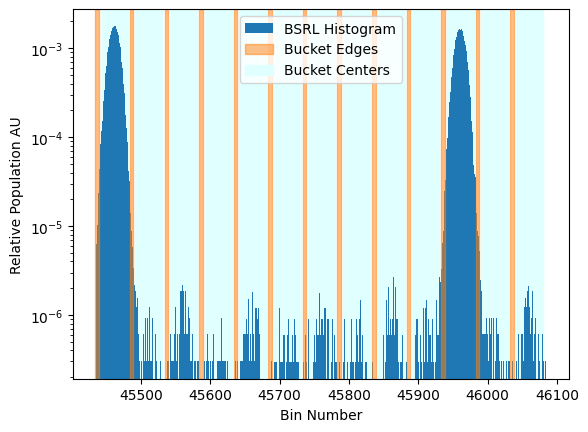 BSRL Histogram
Bucket Edges
Bucket Centers
Relative Population AU
10⁻³
10⁻⁴
10⁻⁵
10⁻⁶
45500 45600 45700 45800 45900 46000 46100
Bin Number